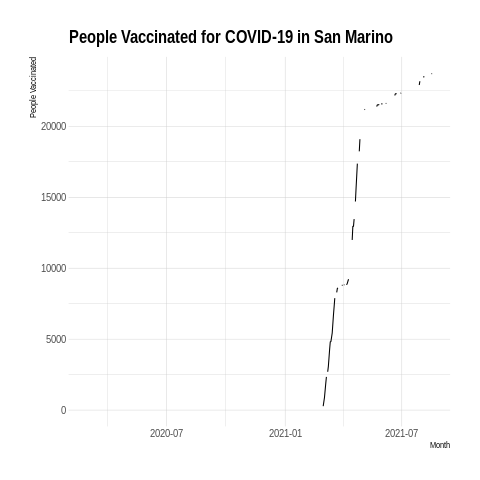 People Vaccinated for COVID-19 in San Marino
People Vaccinated
20000
15000
10000
5000
0
2020-07
2021-01
2021-07
Month